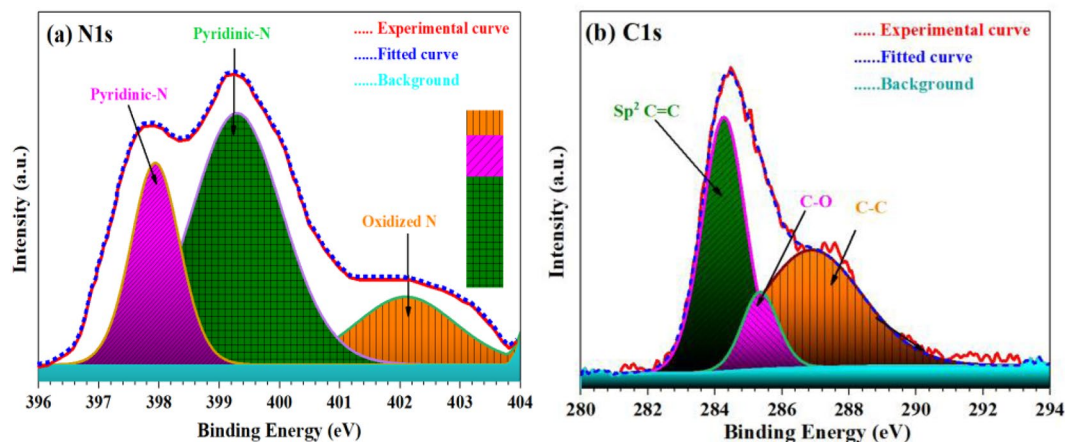 (a) N1s
Pyridinic-N
..... Experimental curve
......Fitted curve
......Background
Pyridinic-N
Oxidized N
Intensity (a.u.)
396 397 398 399 400 401 402 403 404
Binding Energy (eV)
(b) C1s
..... Experimental curve
......Fitted curve
......Background
Sp² C=C
C-O
C-C
Intensity (a.u.)
280 282 284 286 288 290 292 294
Binding Energy (eV)